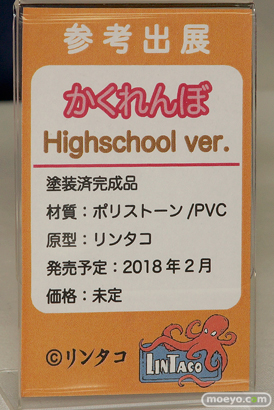 参考出展
かくれんぼ
Highschool ver.
塗装済完成品
材質：ポリストーン/PVC
原型：リンタコ
発売予定：2018年2月
価格：未定
©リンタコ
LINTACO
moeyo.com